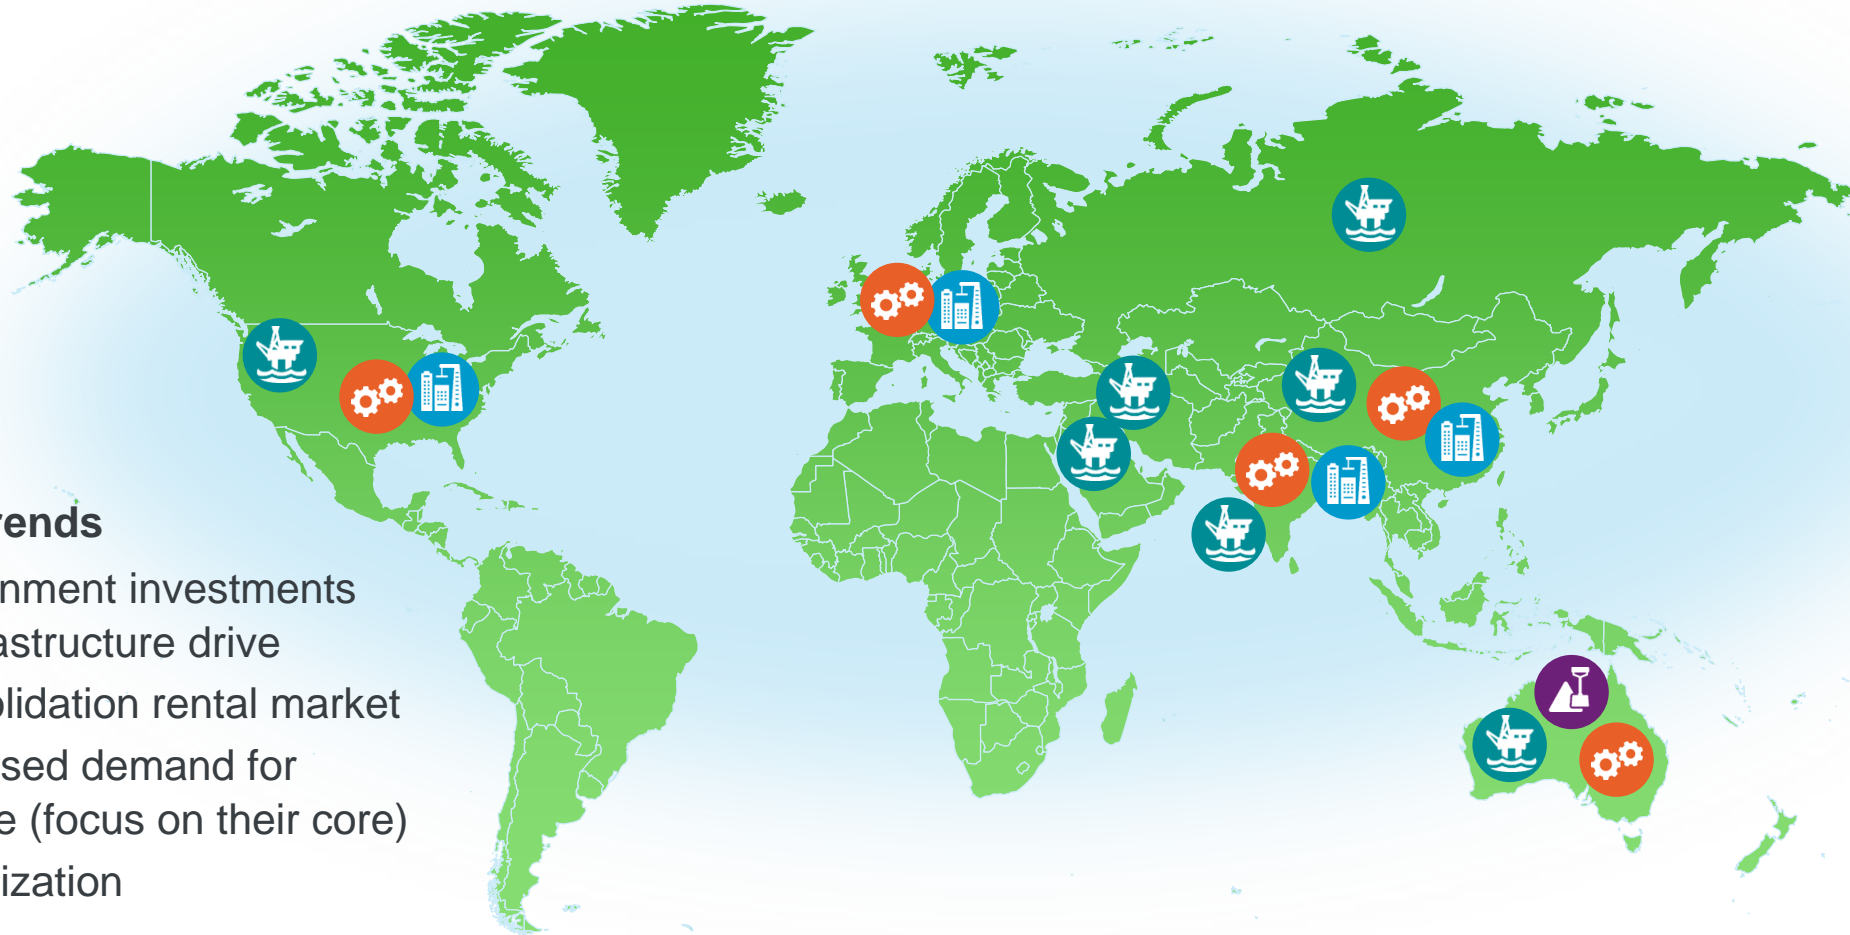 rends
nment investments
astructure drive
olidation rental market
sed demand for
e (focus on their core)
ization